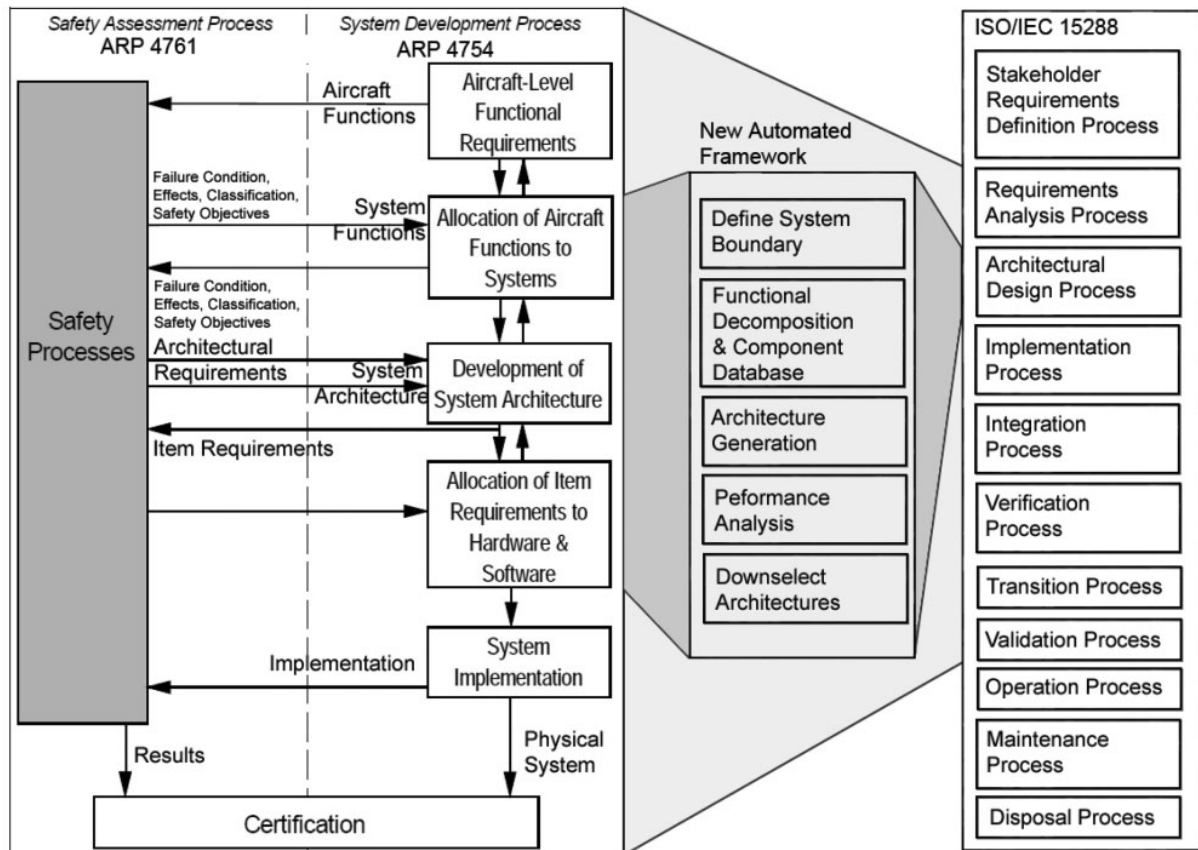 Safety Assessment Process
ARP 4761
System Development Process
ARP 4754
Safety
Processes
Aircraft
Functions
Failure Condition,
Effects, Classification,
Safety Objectives
System
Functions
Failure Condition,
Effects, Classification,
Safety Objectives
Architectural
Requirements
System
Architecture
Item Requirements
Implementation
Results
Aircraft-Level
Functional
Requirements
Allocation of Aircraft
Functions to
Systems
Development of
System Architecture
Allocation of Item
Requirements to
Hardware &
Software
System
Implementation
Physical
System
Certification
New Automated
Framework
Define System
Boundary
Functional
Decomposition
& Component
Database
Architecture
Generation
Peformance
Analysis
Downselect
Architectures
ISO/IEC 15288
Stakeholder
Requirements
Definition Process
Requirements
Analysis Process
Architectural
Design Process
Implementation
Process
Integration
Process
Verification
Process
Transition Process
Validation Process
Operation Process
Maintenance
Process
Disposal Process